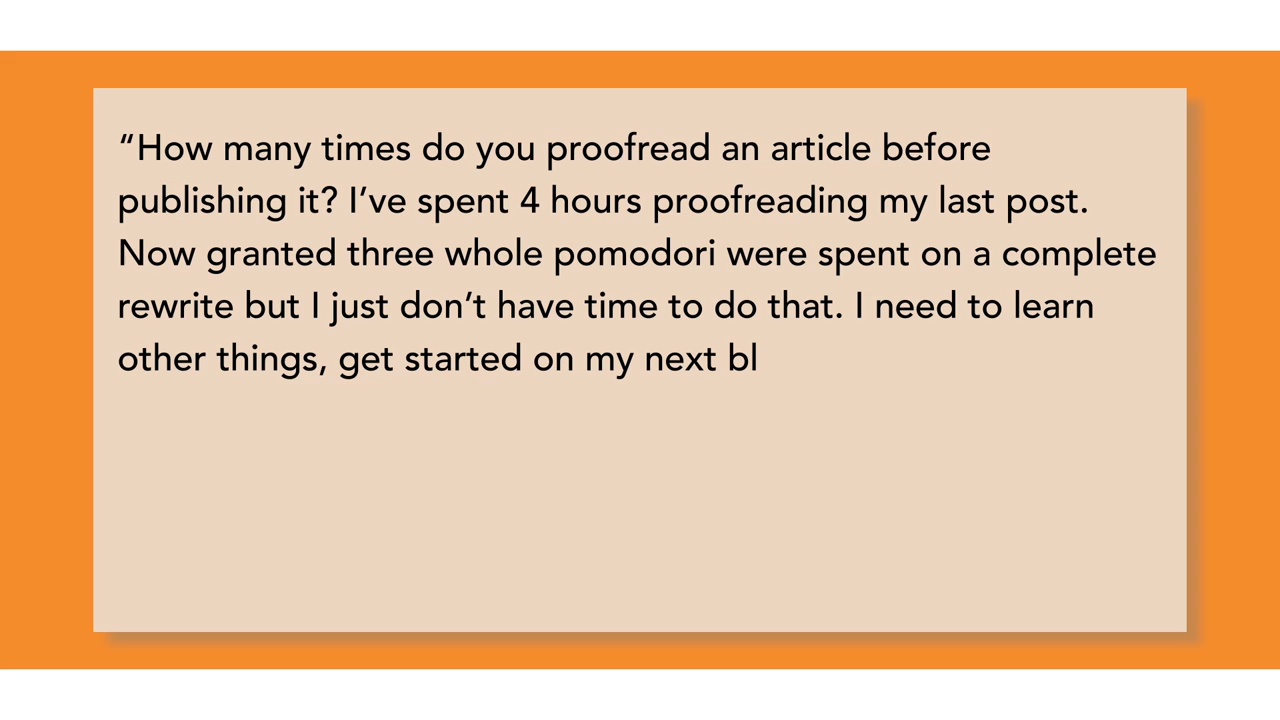 “How many times do you proofread an article before
publishing it? I’ve spent 4 hours proofreading my last post.
Now granted three whole pomodori were spent on a complete
rewrite but I just don’t have time to do that. I need to learn
other things, get started on my next bl